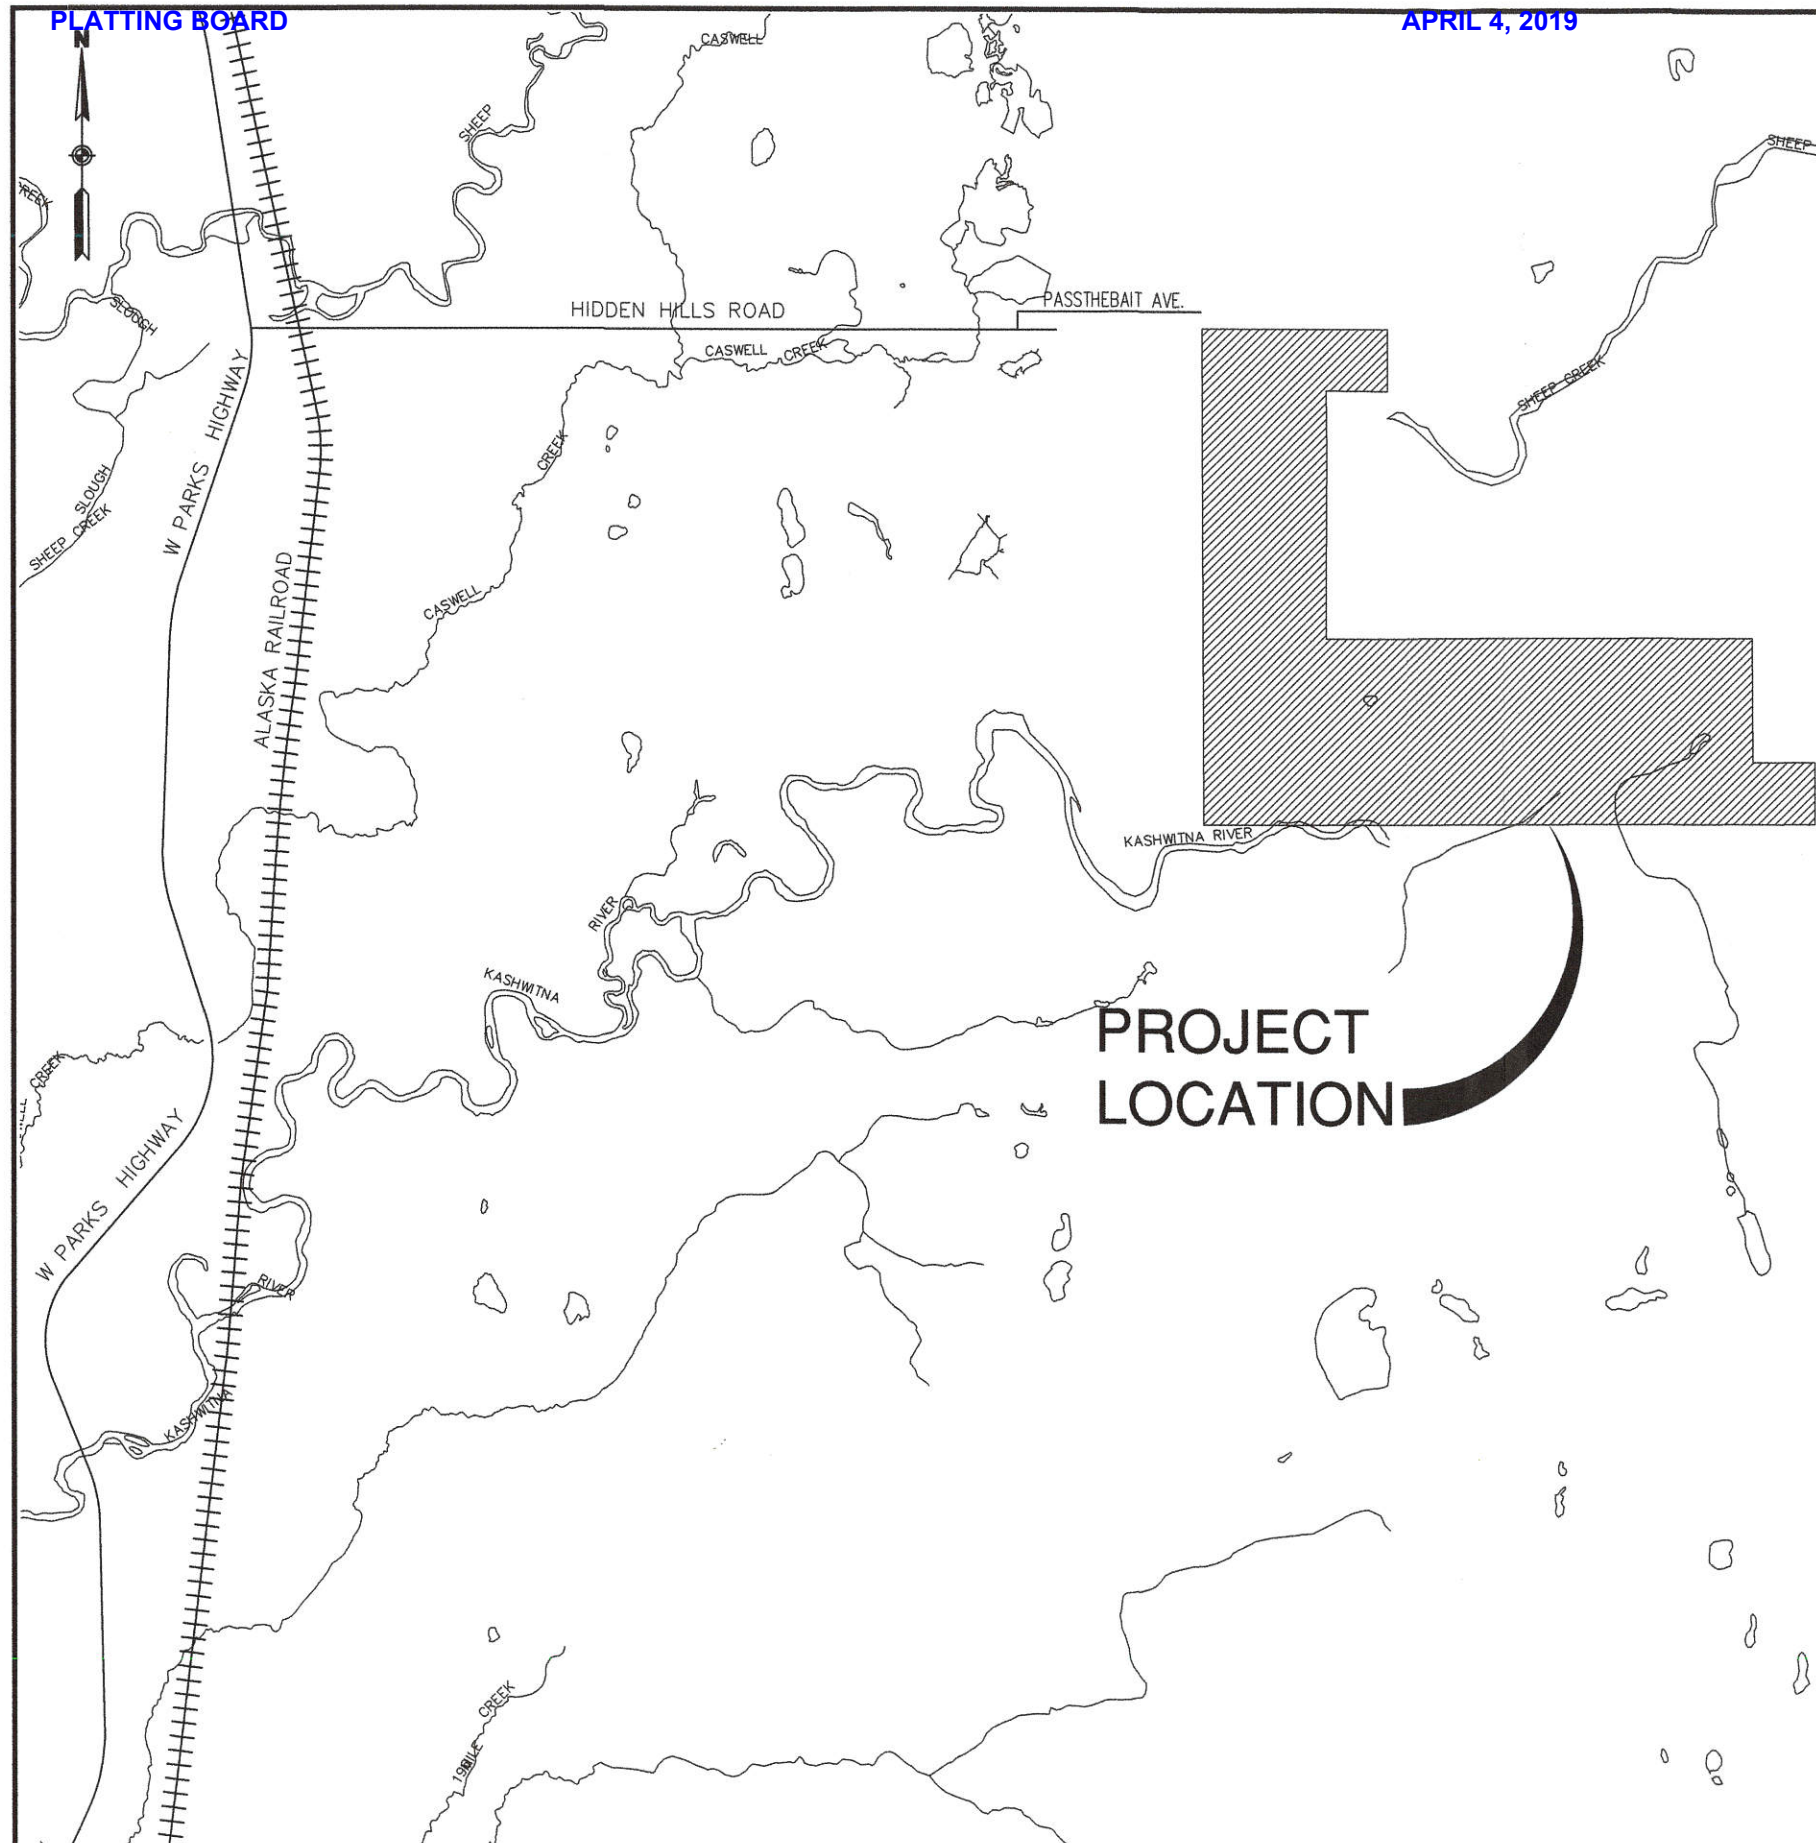 PLATTING BOARD
APRIL 4, 2019
N
CASWELL
SHEEP
SHEEP
CREEK
SLOUGH
HIDDEN HILLS ROAD
PASSTHEBAIT AVE.
CASWELL CREEK
W PARKS HIGHWAY
SHEEP CREEK
CREEK
SLOUGH
SHEEP CREEK
CASWELL
ALASKA RAILROAD
KASHWITNA RIVER
RIVER
KASHWITNA
PROJECT
LOCATION
CREEK
W PARKS HIGHWAY
RIVER
KASHWITNA
CREEK